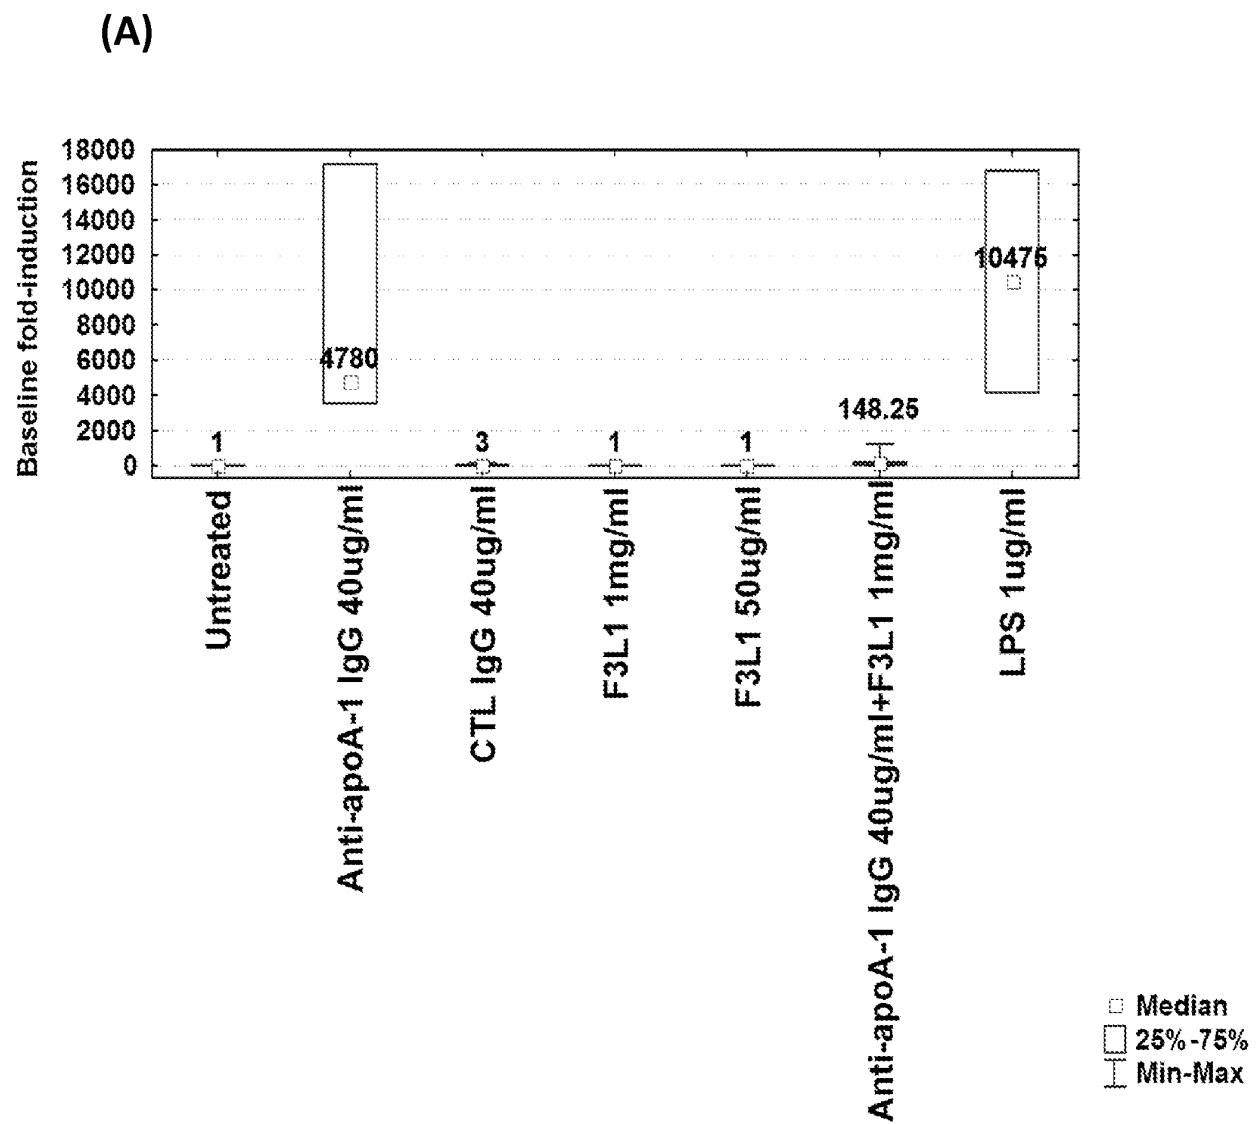 (A)
Baseline fold-induction
18000
16000
14000
12000
10000
8000
6000
4000
2000
0
1
4780
3
1
1
148.25
10475
Untreated
Anti-apoA-1 IgG 40ug/ml
CTL IgG 40ug/ml
F3L1 1mg/ml
F3L1 50ug/ml
Anti-apoA-1 IgG 40ug/ml+F3L1 1mg/ml
LPS 1ug/ml
Median
25%-75%
Min-Max